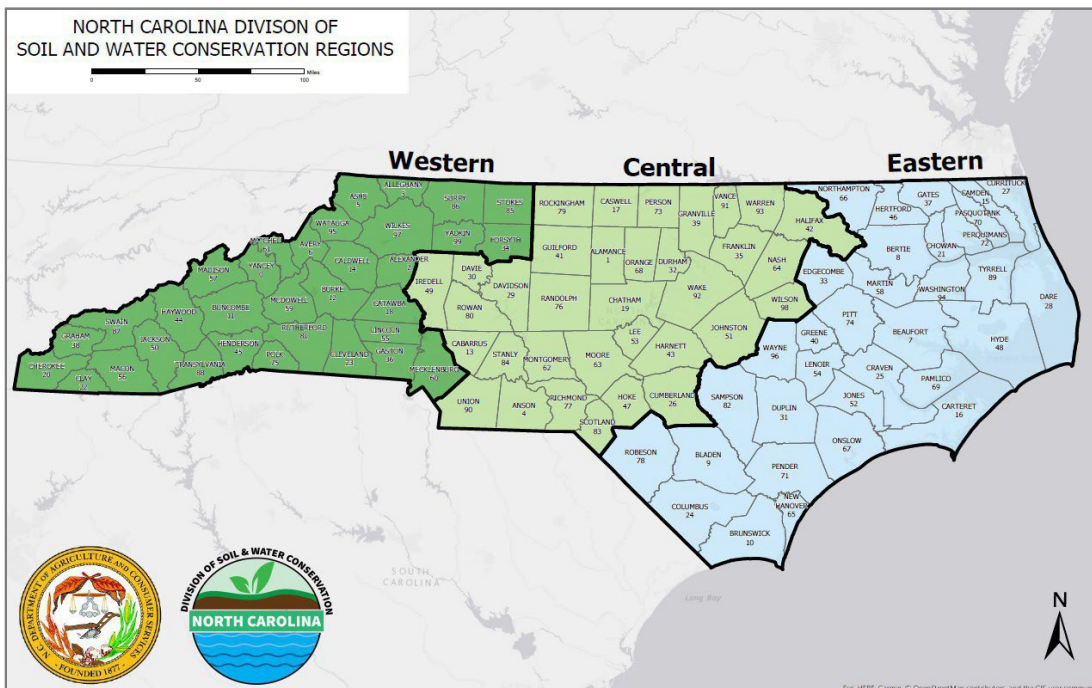 NORTH CAROLINA DIVISON OF
SOIL AND WATER CONSERVATION REGIONS
0 50 100 Miles
Western
Central
Eastern
ALLEGHANY
3
ASHE
5
SURRY
86
STOKES
85
WATAUGA
95
WILKES
97
YADKIN
99
FORSYTH
34
MITCHELL
61
AVERY
6
CALDWELL
14
ALEXANDER
2
MADISON
57
YANCEY
BURKE
12
CATAWBA
18
BUNCOMBE
11
MCDOWELL
59
HAYWOOD
44
SWAIN
87
GRAHAM
38
JACKSON
50
HENDERSON
45
RUTHERFORD
81
LINCOLN
55
CHEROKEE
20
CLAY
22
MACON
56
TRANSYLVANIA
88
POLK
75
CLEVELAND
23
GASTON
36
MECKLENBURG
60
ROCKINGHAM
79
CASWELL
17
PERSON
73
GRANVILLE
39
VANCE
91
WARREN
93
HALIFAX
42
GUILFORD
41
ALAMANCE
1
ORANGE
68
DURHAM
32
FRANKLIN
35
NASH
64
IREDELL
49
DAVIE
30
DAVIDSON
29
RANDOLPH
76
CHATHAM
19
WAKE
92
WILSON
98
ROWAN
80
CABARRUS
13
STANLY
84
MONTGOMERY
62
MOORE
63
LEE
53
HARNETT
43
JOHNSTON
51
UNION
90
ANSON
4
RICHMOND
77
SCOTLAND
83
HOKE
47
CUMBERLAND
26
NORTHAMPTON
66
GATES
37
CURRITUCK
27
CAMDEN
15
HERTFORD
46
PASQUOTANK
70
PERQUIMANS
72
BERTIE
8
CHOWAN
21
EDGECOMBE
33
MARTIN
58
WASHINGTON
94
TYRRELL
89
DARE
28
PITT
74
BEAUFORT
7
HYDE
48
GREENE
40
WAYNE
96
LENOIR
54
CRAVEN
25
PAMLICO
69
SAMPSON
82
DUPLIN
31
JONES
52
CARTERET
16
ONSLOW
67
ROBESON
78
BLADEN
9
PENDER
71
COLUMBUS
24
NEW
HANOVER
65
BRUNSWICK
10
SOUTH
CAROLINA
Long Bay
N.C. DEPARTMENT OF AGRICULTURE AND CONSUMER SERVICES
· FOUNDED 1877 ·
DIVISION OF SOIL & WATER CONSERVATION
NORTH CAROLINA
N